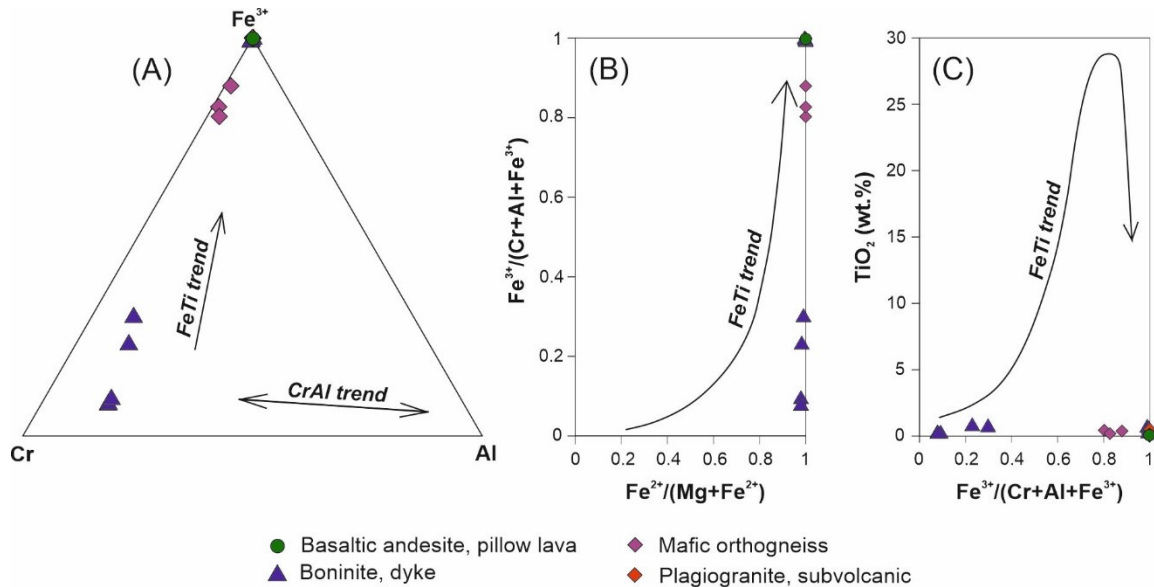 Fe³⁺
(A)
FeTi trend
CrAl trend
Cr
Al
(B)
Fe³⁺/(Cr+Al+Fe³⁺)
1
0.8
0.6
0.4
0.2
0
FeTi trend
0 0.2 0.4 0.6 0.8 1
Fe²⁺/(Mg+Fe²⁺)
(C)
TiO₂ (wt.%)
30
25
20
15
10
5
0
FeTi trend
0 0.2 0.4 0.6 0.8 1
Fe³⁺/(Cr+Al+Fe³⁺)
Basaltic andesite, pillow lava
Mafic orthogneiss
Boninite, dyke
Plagiogranite, subvolcanic